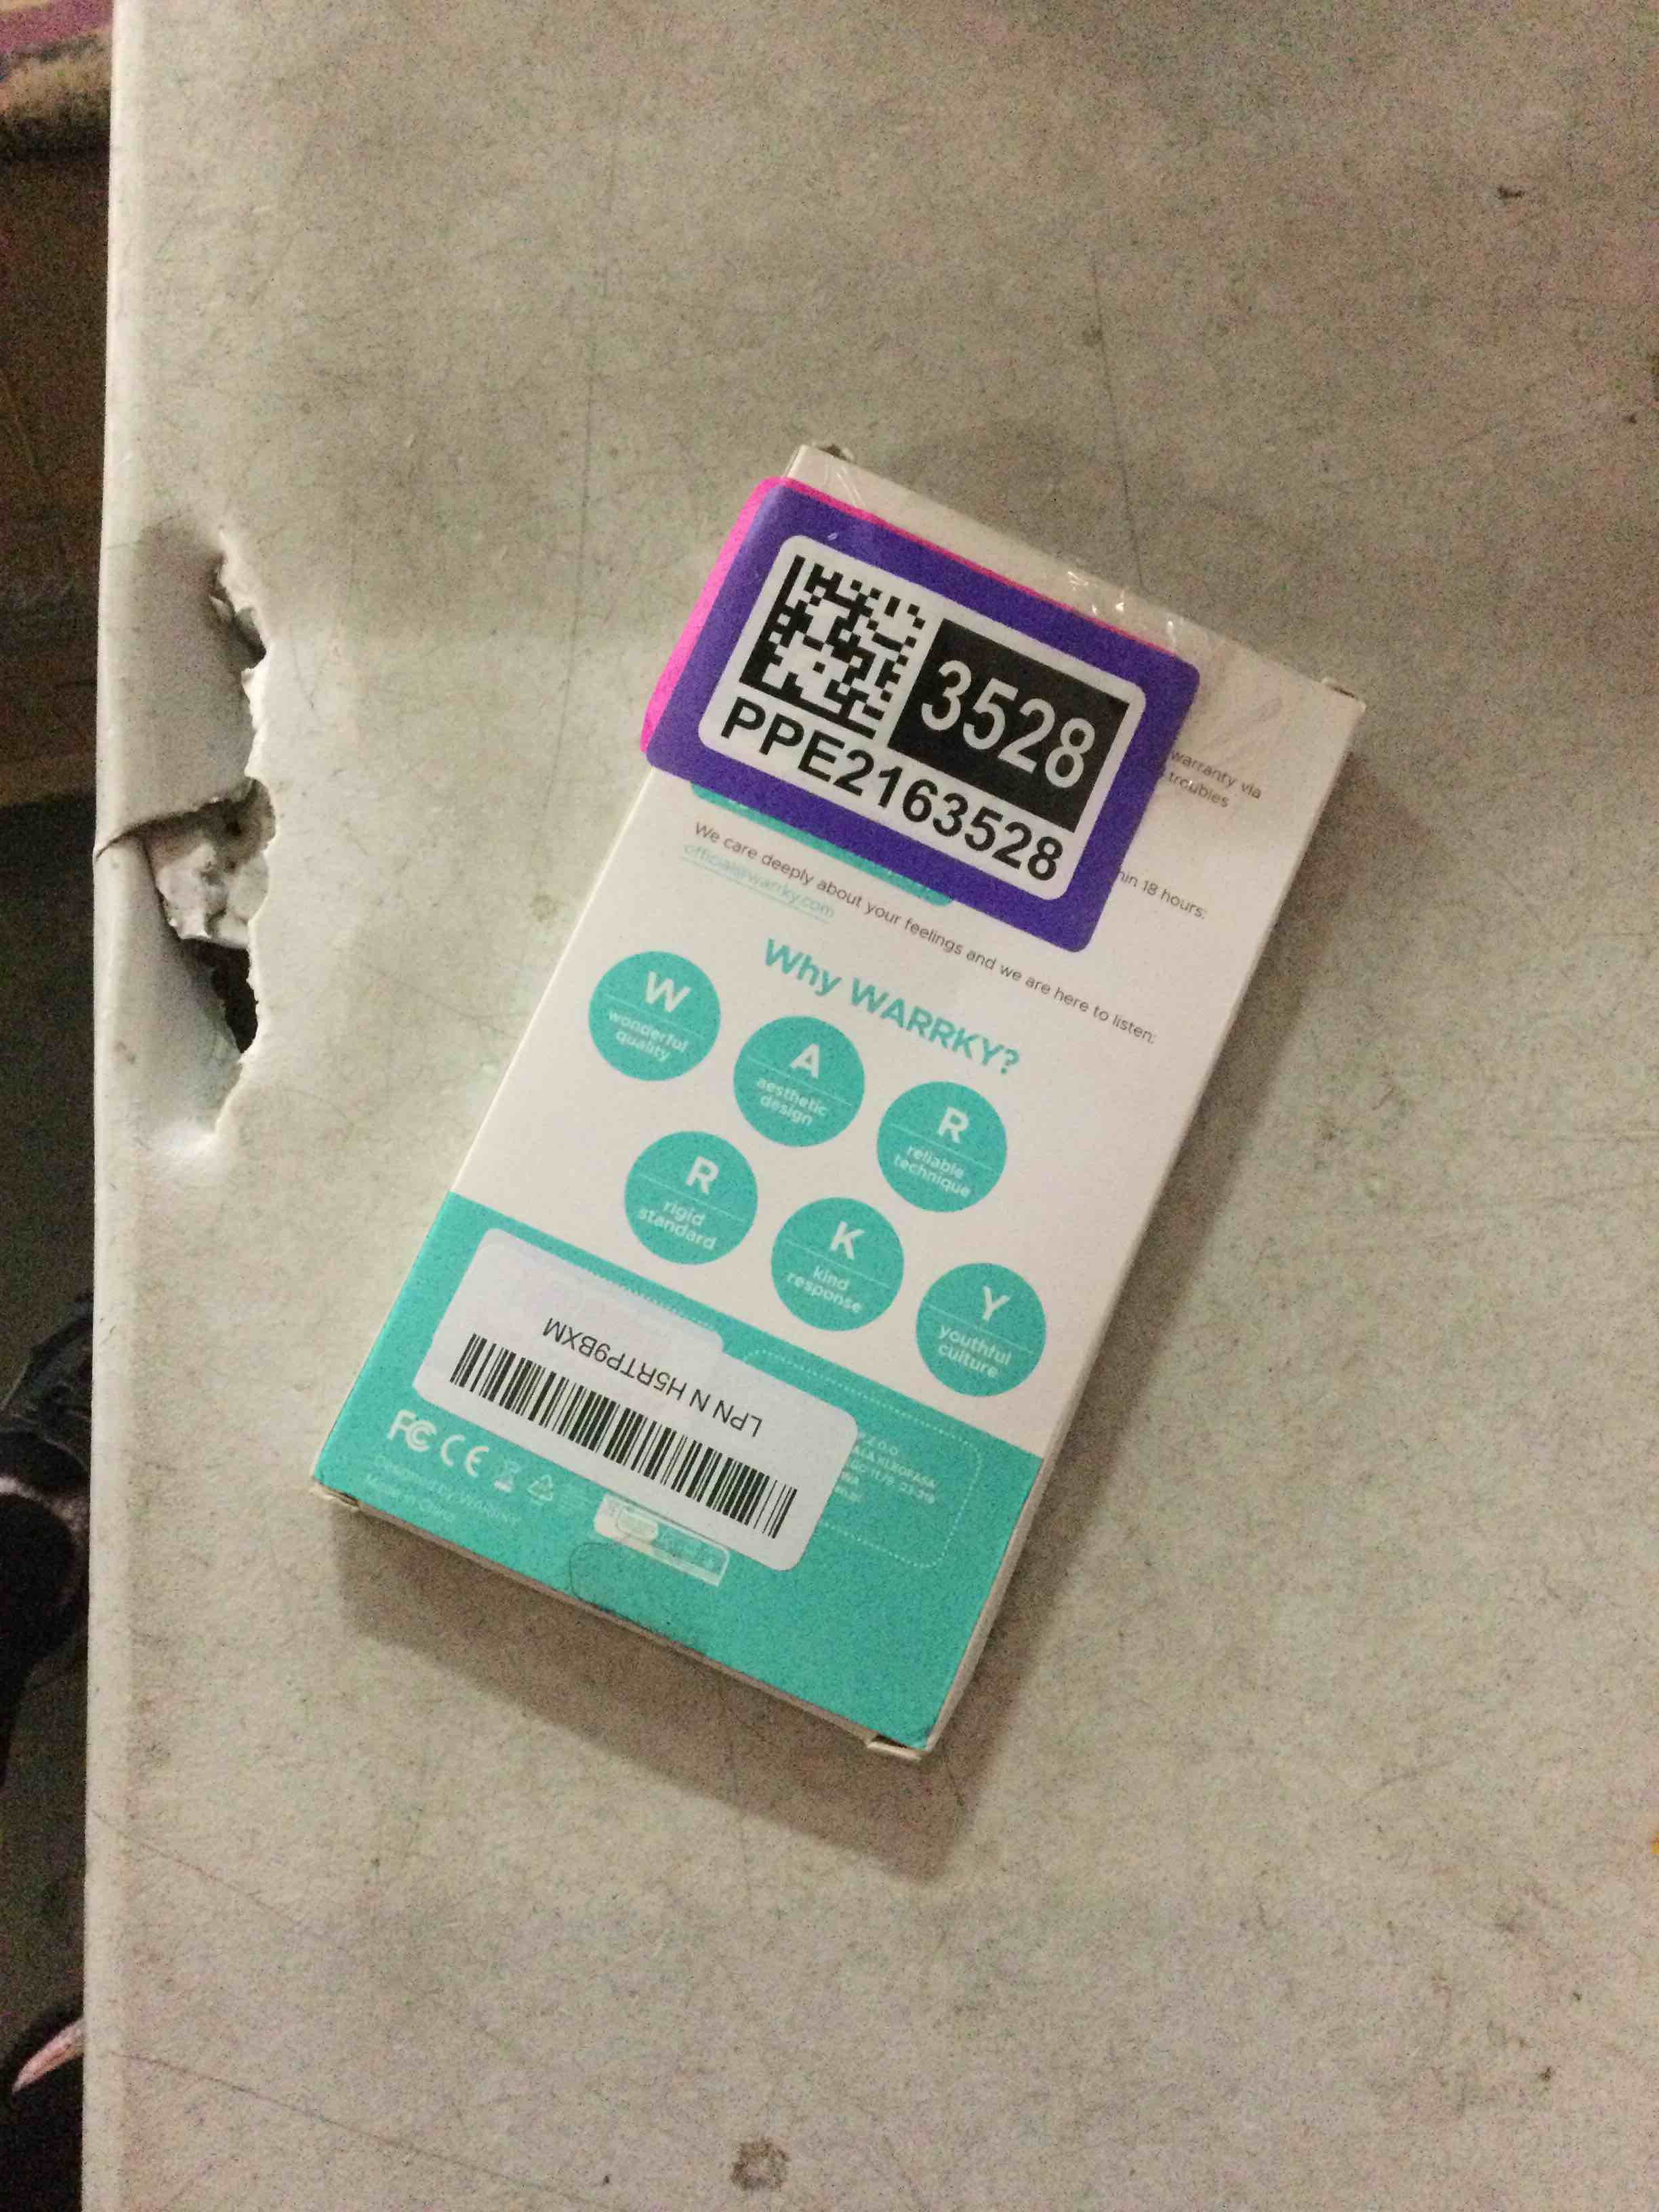 3528
PPE2163528
warranty via
troubles
hin 18 hours:
We care deeply about your feelings and we are here to listen:
official@warrky.com
Why WARRKY?
W
wonderful
quality
A
aesthetic
design
R
reliable
technique
R
rigid
standard
K
kind
response
Y
youthful
culture
LPN N H5RTP9BXM
FC CE
Made in China